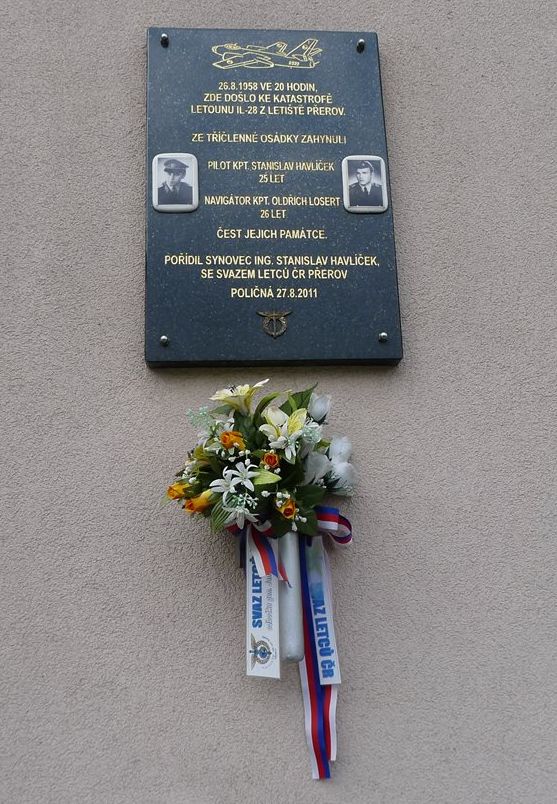 26.8.1958 VE 20 HODIN,
ZDE DOŠLO KE KATASTROFĚ
LETOUNU IL-28 Z LETIŠTĚ PŘEROV.
ZE TŘÍČLENNÉ OSÁDKY ZAHYNULI
PILOT KPT. STANISLAV HAVLÍČEK
25 LET
NAVIGÁTOR KPT. OLDŘICH LOSERT
26 LET
ČEST JEJICH PAMÁTCE.
POŘÍDIL SYNOVEC ING. STANISLAV HAVLÍČEK,
SE SVAZEM LETCŮ ČR PŘEROV
POLIČNÁ 27.8.2011
SVAZ
LETCŮ ČR